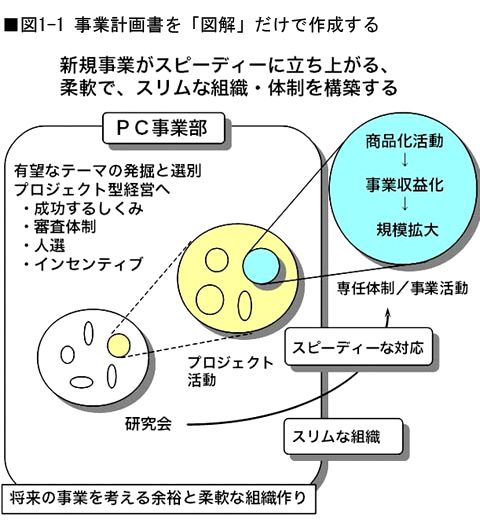 ■図1-1 事業計画書を「図解」だけで作成する
新規事業がスピーディーに立ち上がる、
柔軟で、スリムな組織・体制を構築する
ＰＣ事業部
有望なテーマの発掘と選別
プロジェクト型経営へ
・成功するしくみ
・審査体制
・人選
・インセンティブ
商品化活動
↓
事業収益化
↓
規模拡大
専任体制／事業活動
スピーディーな対応
プロジェクト
活動
研究会
スリムな組織
将来の事業を考える余裕と柔軟な組織作り